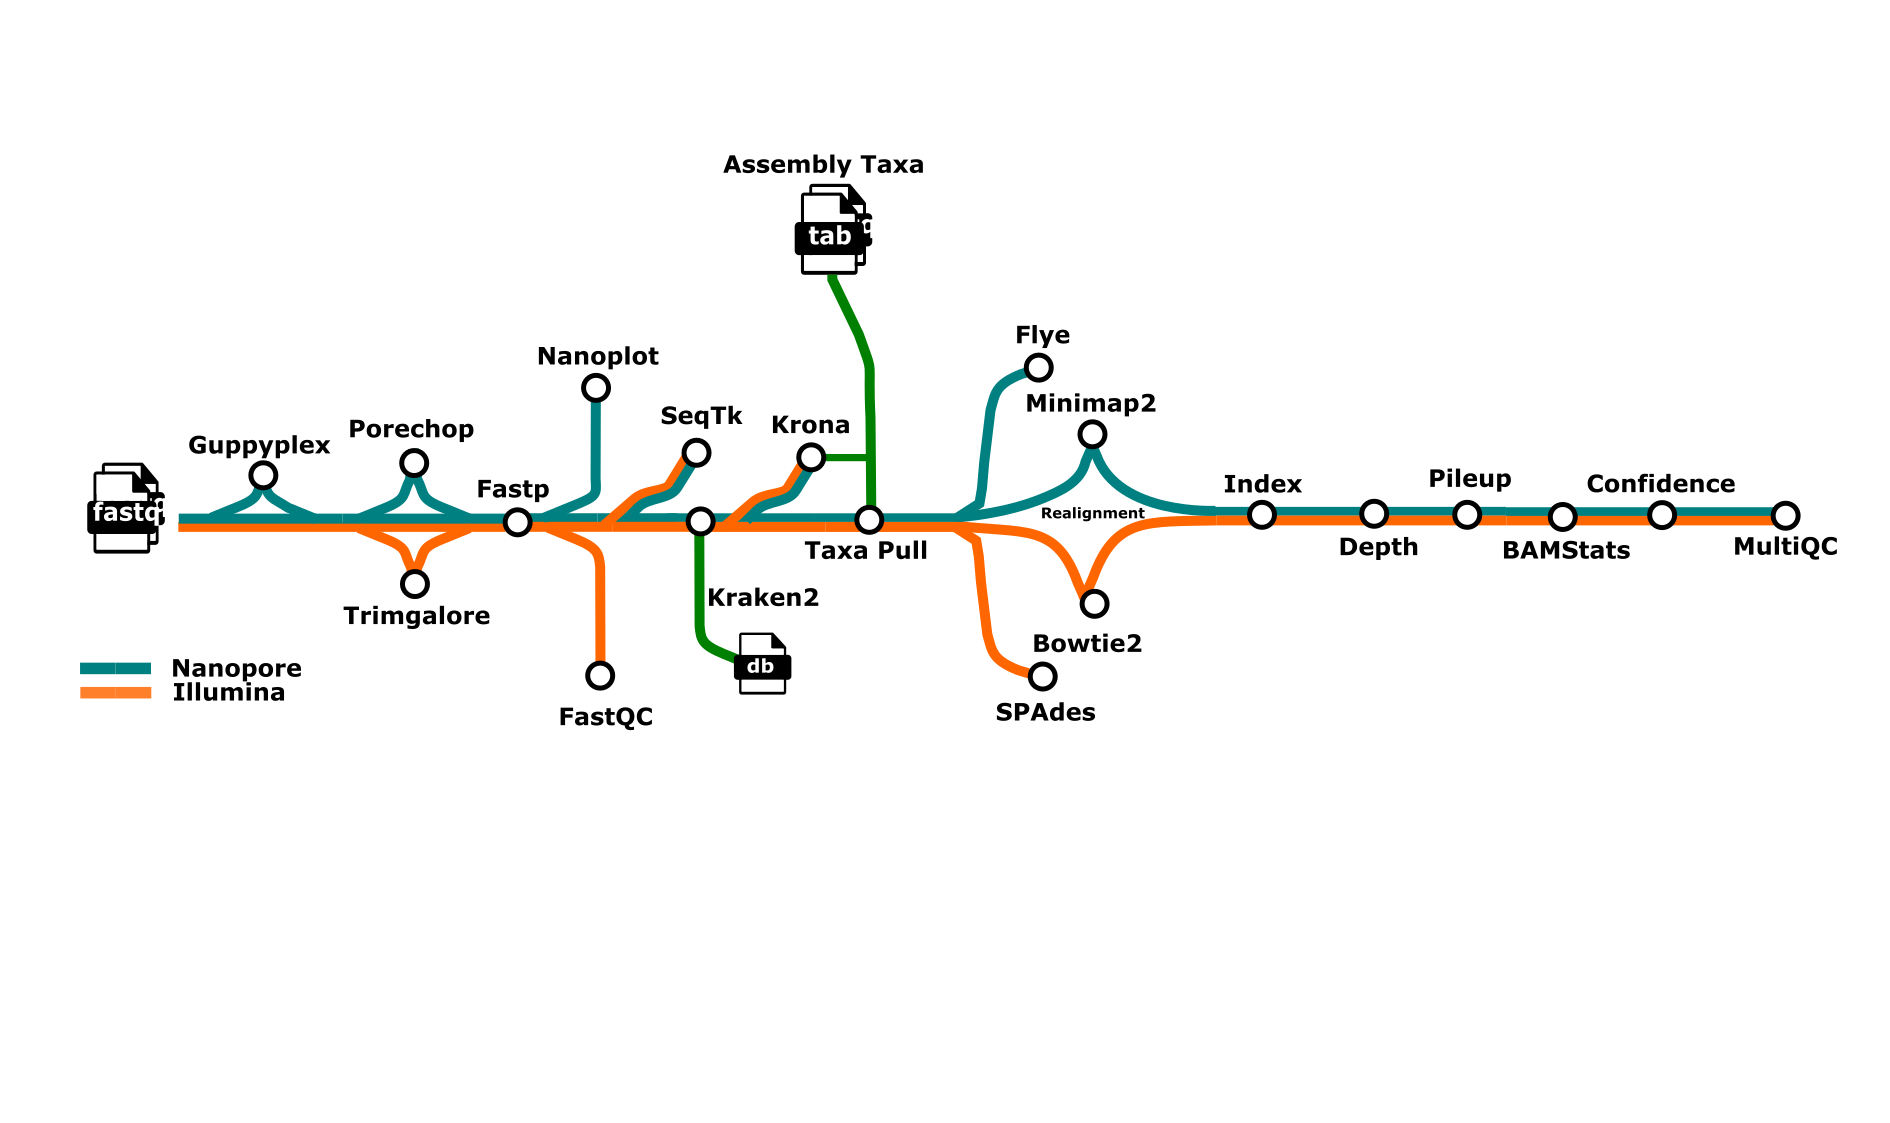 Assembly Taxa
tab
Flye
Nanoplot
Minimap2
SeqTk
Krona
Porechop
Guppyplex
Fastp
fastq
Index
Pileup
Confidence
Realignment
Taxa Pull
Depth
BAMStats
MultiQC
Kraken2
Trimgalore
Bowtie2
db
Nanopore
Illumina
FastQC
SPAdes